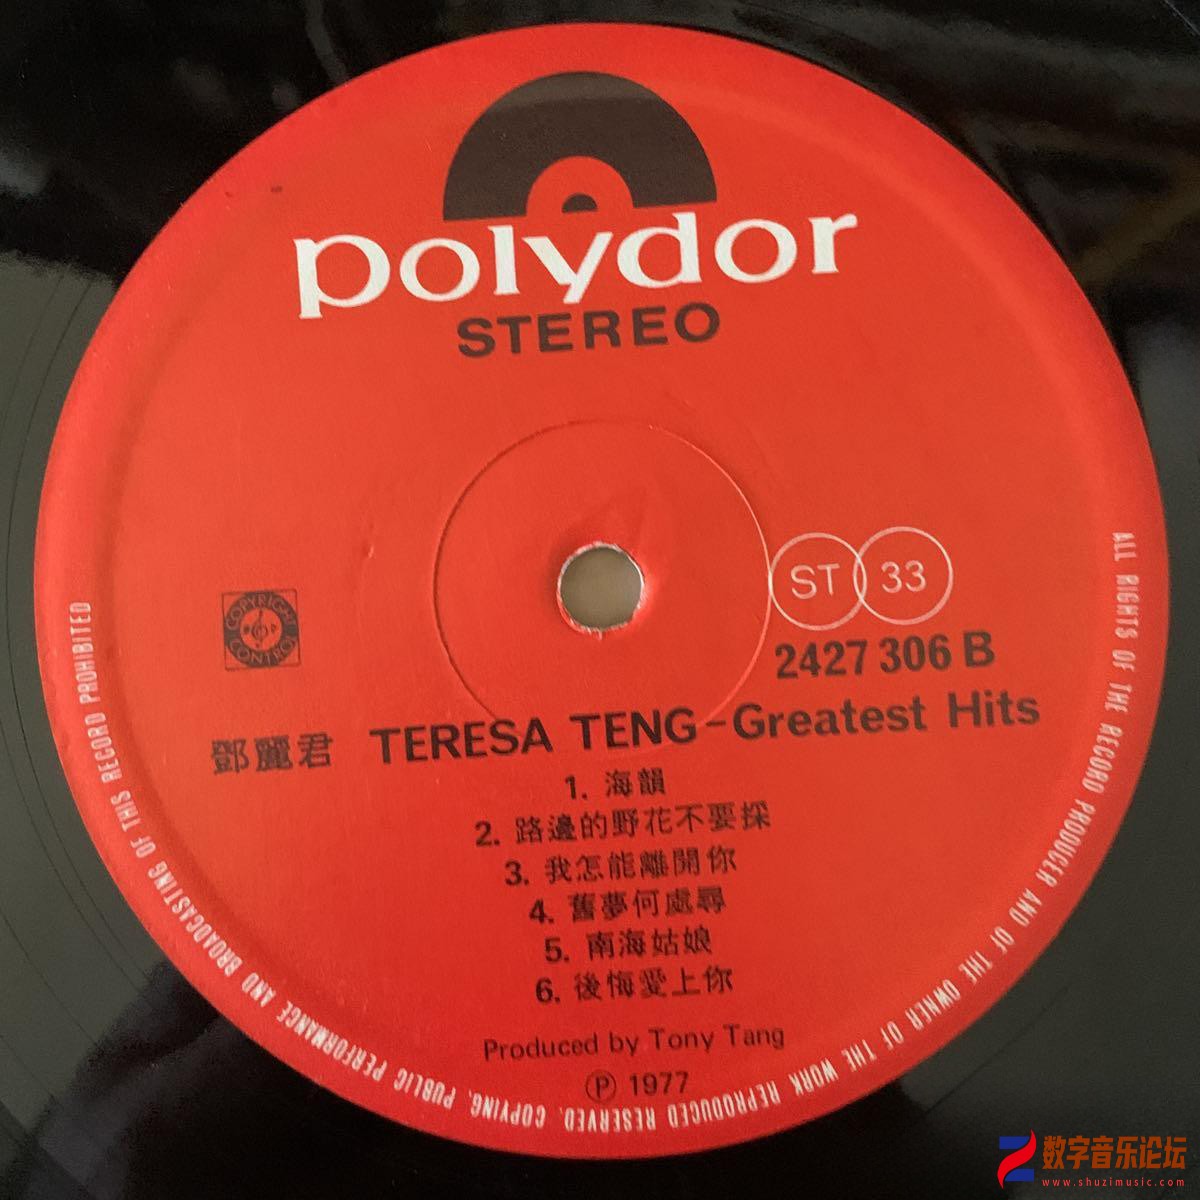 polydor
STEREO
ST 33
COPYRIGHT
CONTROL
2427 306 B
鄧麗君 TERESA TENG-Greatest Hits
1. 海韻
2. 路邊的野花不要採
3. 我怎能離開你
4. 舊夢何處尋
5. 南海姑娘
6. 後悔愛上你
Produced by Tony Tang
Ⓟ 1977
ALL RIGHTS OF THE RECORD PRODUCER AND OF THE OWNER OF THE WORK REPRODUCED RESERVED. COPYING, PUBLIC PERFORMANCE AND BROADCASTING OF THIS RECORD PROHIBITED
数字音乐论坛
www.shuzimusic.com